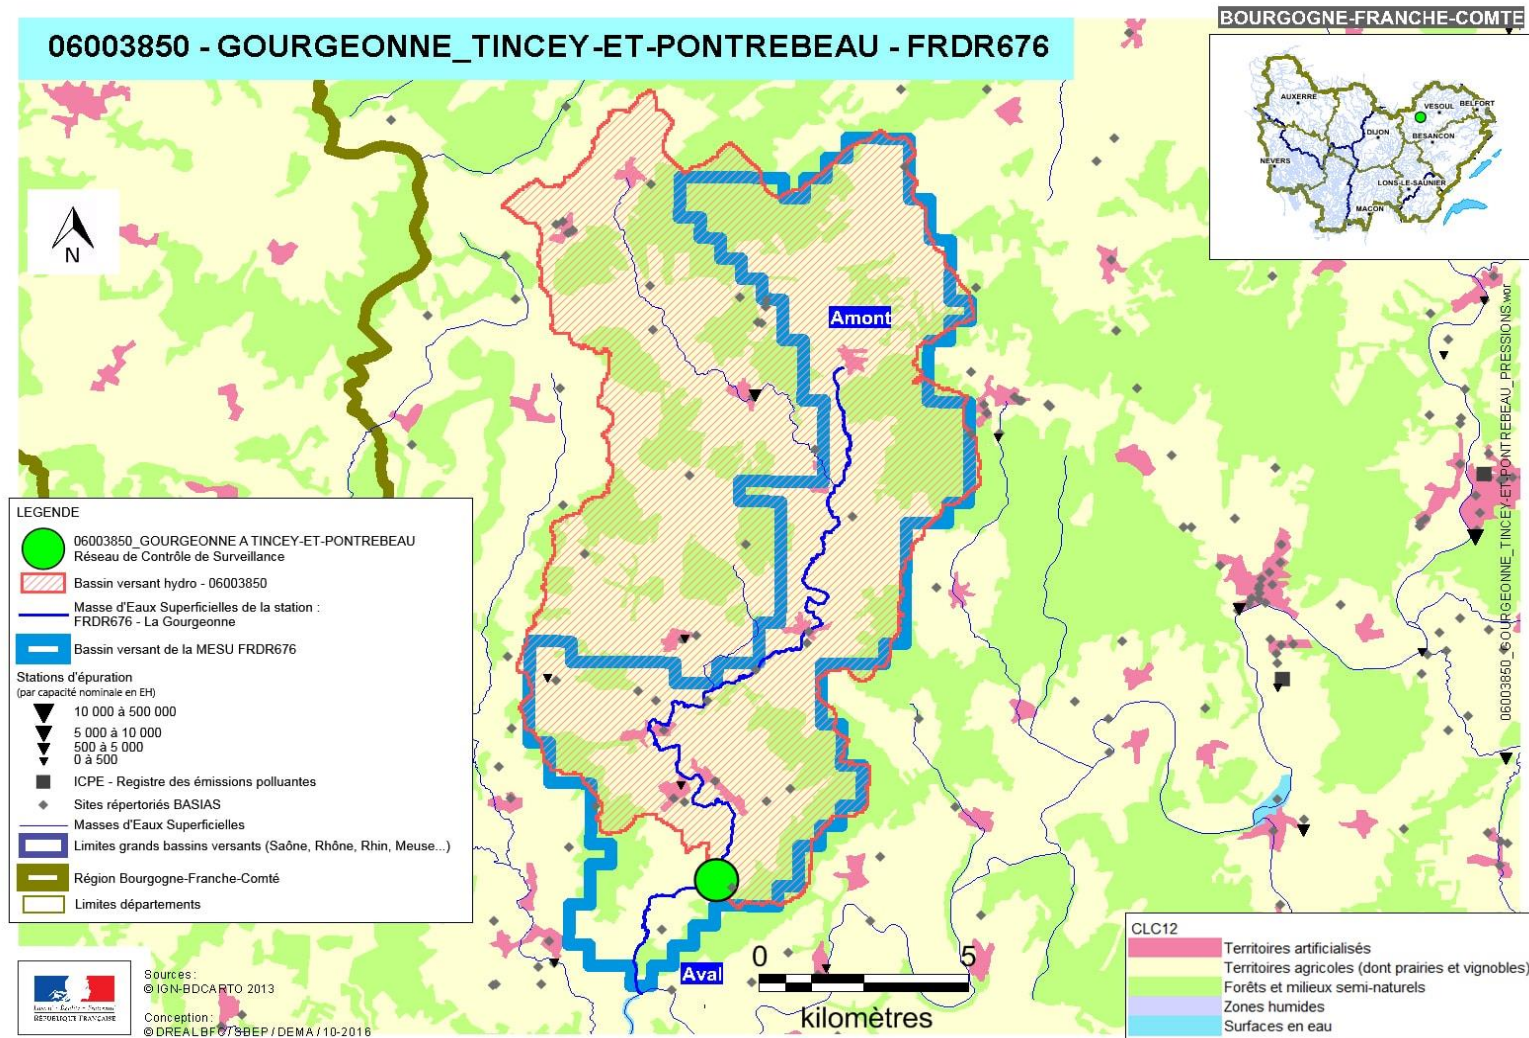 06003850 - GOURGEONNE_TINCEY-ET-PONTREBEAU - FRDR676
BOURGOGNE-FRANCHE-COMTE
AUXERRE
VESOUL
BELFORT
DIJON
BESANCON
NEVERS
LONS-LE-SAUNIER
MACON
N
Amont
Aval
06003850_GOURGEONNE_TINCEY-ET-PONTREBEAU_PRESSIONS.wor
LEGENDE
06003850_GOURGEONNE A TINCEY-ET-PONTREBEAU
Réseau de Contrôle de Surveillance
Bassin versant hydro - 06003850
Masse d'Eaux Superficielles de la station :
FRDR676 - La Gourgeonne
Bassin versant de la MESU FRDR676
Stations d'épuration
(par capacité nominale en EH)
10 000 à 500 000
5 000 à 10 000
500 à 5 000
0 à 500
ICPE - Registre des émissions polluantes
Sites répertoriés BASIAS
Masses d'Eaux Superficielles
Limites grands bassins versants (Saône, Rhône, Rhin, Meuse...)
Région Bourgogne-Franche-Comté
Limites départements
RÉPUBLIQUE FRANÇAISE
Sources :
© IGN-BDCARTO 2013
Conception :
© DREAL BFC / SBEP / DEMA / 10-2016
0 5
kilomètres
CLC12
Territoires artificialisés
Territoires agricoles (dont prairies et vignobles)
Forêts et milieux semi-naturels
Zones humides
Surfaces en eau